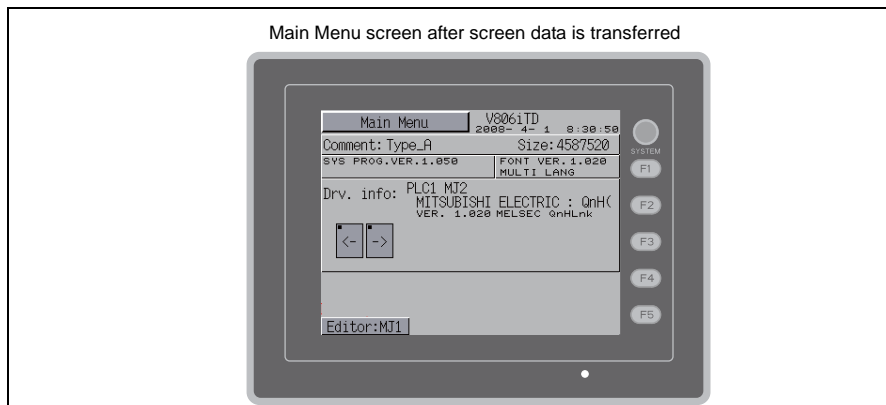 Main Menu screen after screen data is transferred
Main Menu
V806iTD
2008- 4- 1 8:30:50
Comment: Type_A
Size:4587520
SYS PROG.VER.1.050
FONT VER.1.020
MULTI LANG
Drv. info: PLC1 MJ2
MITSUBISHI ELECTRIC : QnH(
VER. 1.020 MELSEC QnHLnk
<- ->
Editor:MJ1
SYSTEM
F1
F2
F3
F4
F5